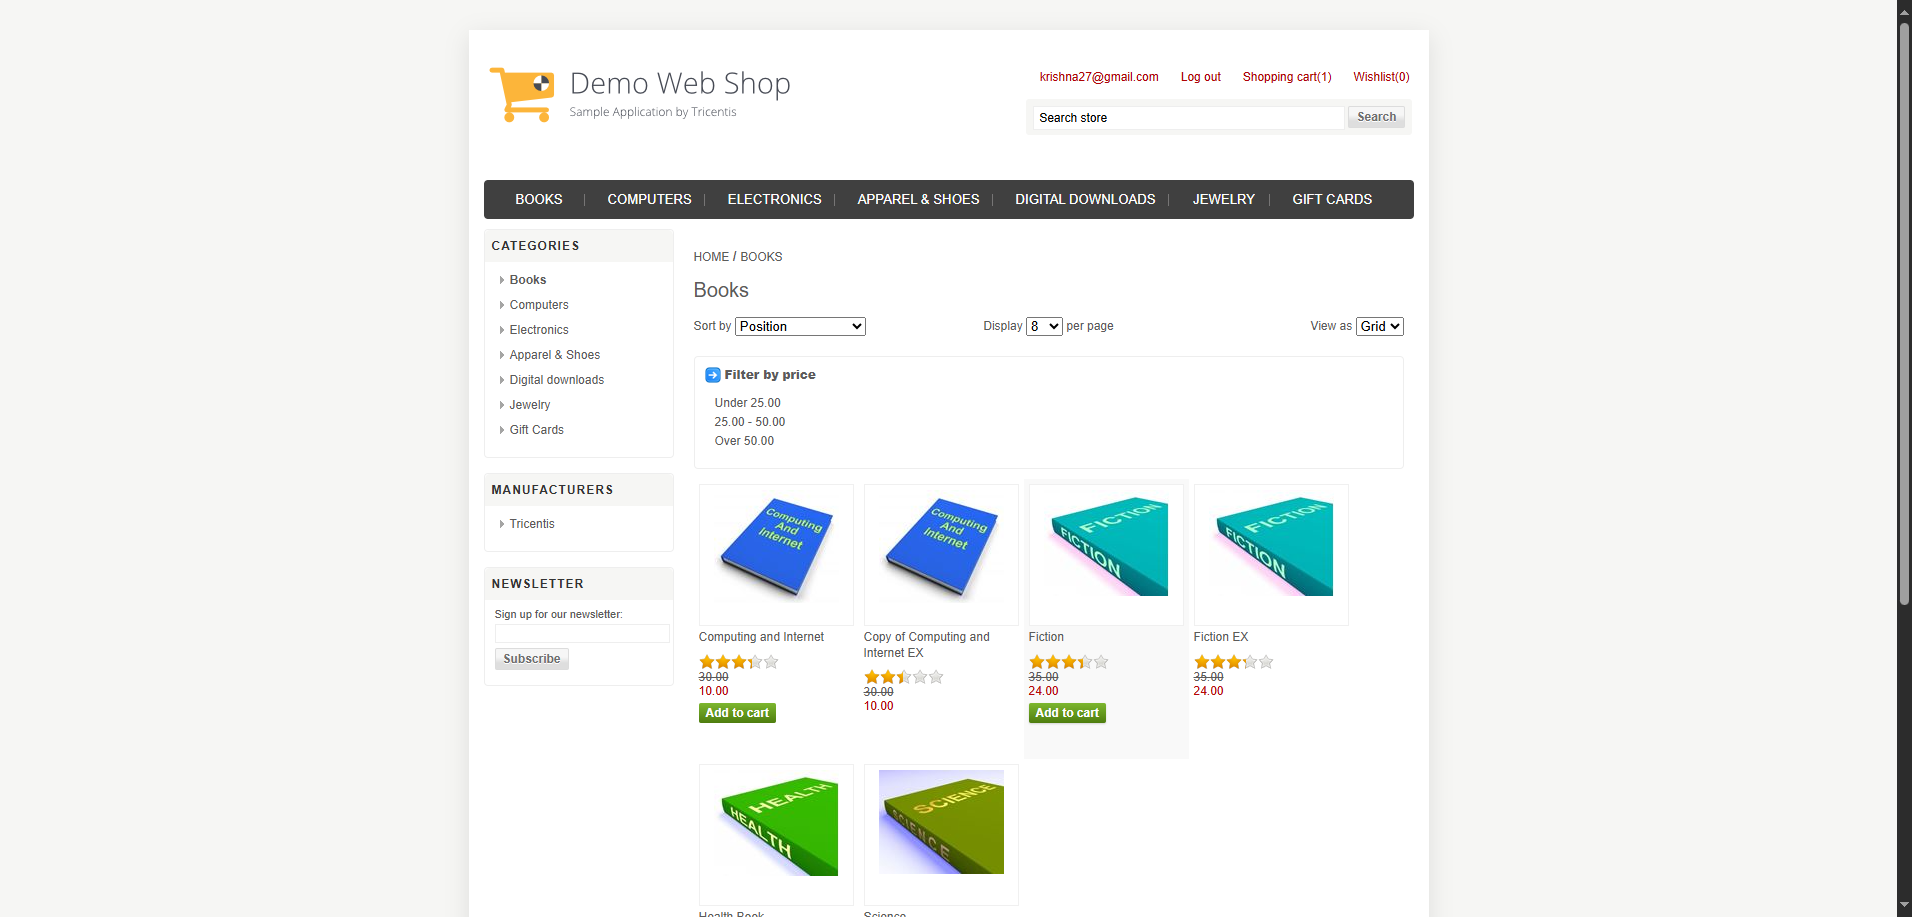 Demo Web Shop
Sample Application by Tricentis
krishna27@gmail.com Log out Shopping cart(1) Wishlist(0)
Search store Search
BOOKS COMPUTERS ELECTRONICS APPAREL & SHOES DIGITAL DOWNLOADS JEWELRY GIFT CARDS
CATEGORIES
Books
Computers
Electronics
Apparel & Shoes
Digital downloads
Jewelry
Gift Cards
MANUFACTURERS
Tricentis
NEWSLETTER
Sign up for our newsletter:
Subscribe
HOME / BOOKS
Books
Sort by Position Display 8 per page View as Grid
Filter by price
Under 25.00
25.00 - 50.00
Over 50.00
Computing
And
Internet
Computing and Internet
30.00
10.00
Add to cart
Computing
And
Internet
Copy of Computing and
Internet EX
30.00
10.00
FICTION
FICTION
Fiction
35.00
24.00
Add to cart
FICTION
FICTION
Fiction EX
35.00
24.00
HEALTH
HEALTH
Health Book
SCIENCE
SCIENCE
Science